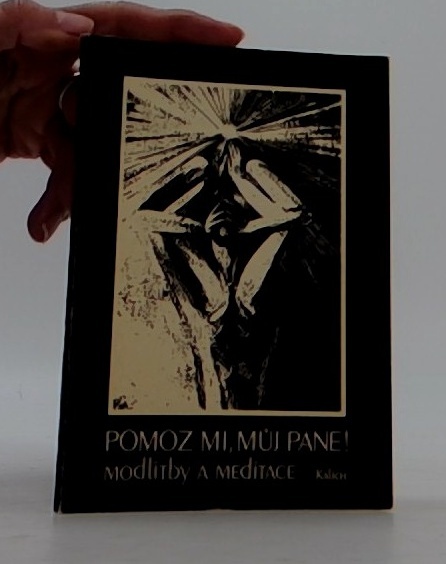 POMOZ MI, MŮJ PANE!
MODLITBY A MEDITACE Kalich